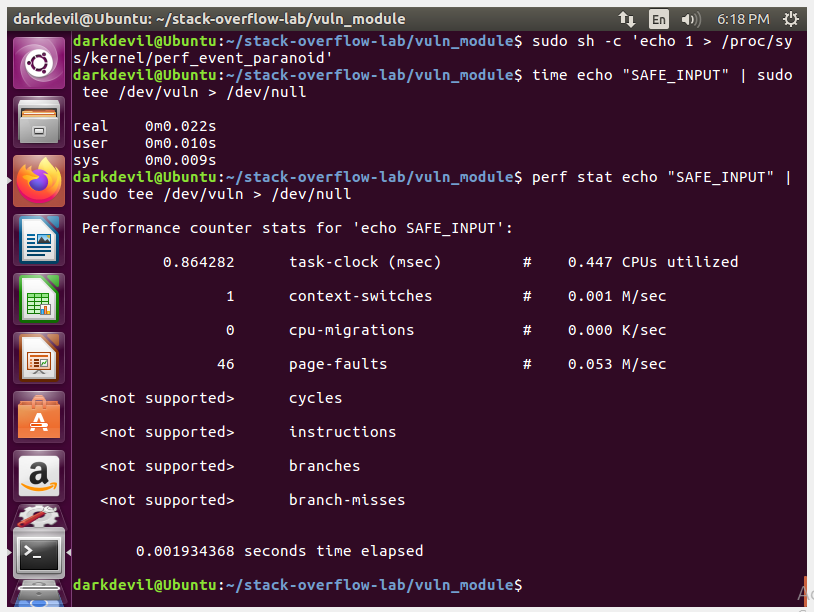 darkdevil@Ubuntu: ~/stack-overflow-lab/vuln_module En 6:18 PM
darkdevil@Ubuntu:~/stack-overflow-lab/vuln_module$ sudo sh -c 'echo 1 > /proc/sy
s/kernel/perf_event_paranoid'
darkdevil@Ubuntu:~/stack-overflow-lab/vuln_module$ time echo "SAFE_INPUT" | sudo
tee /dev/vuln > /dev/null
real 0m0.022s
user 0m0.010s
sys 0m0.009s
darkdevil@Ubuntu:~/stack-overflow-lab/vuln_module$ perf stat echo "SAFE_INPUT" |
sudo tee /dev/vuln > /dev/null
Performance counter stats for 'echo SAFE_INPUT':
0.864282 task-clock (msec) # 0.447 CPUs utilized
1 context-switches # 0.001 M/sec
0 cpu-migrations # 0.000 K/sec
46 page-faults # 0.053 M/sec
<not supported> cycles
<not supported> instructions
<not supported> branches
<not supported> branch-misses
0.001934368 seconds time elapsed
darkdevil@Ubuntu:~/stack-overflow-lab/vuln_module$